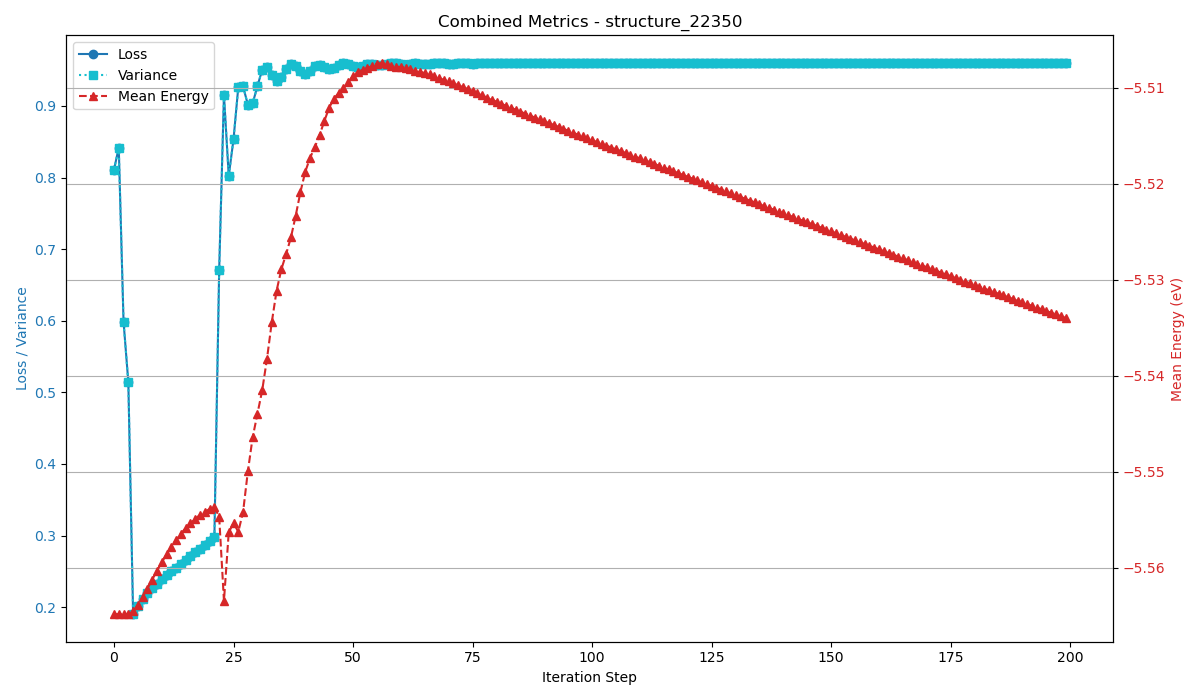 Combined Metrics - structure_22350
Loss
Variance
Mean Energy
0.9
0.8
0.7
0.6
0.5
0.4
0.3
0.2
Loss / Variance
−5.51
−5.52
−5.53
−5.54
−5.55
−5.56
Mean Energy (eV)
0 25 50 75 100 125 150 175 200
Iteration Step